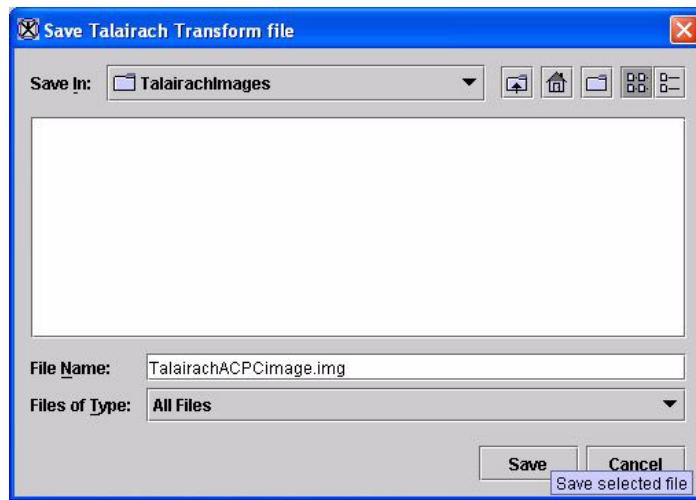 Save Talairach Transform file
Save In: TalairachImages
File Name: TalairachACPCimage.img
Files of Type: All Files
Save Cancel
Save selected file